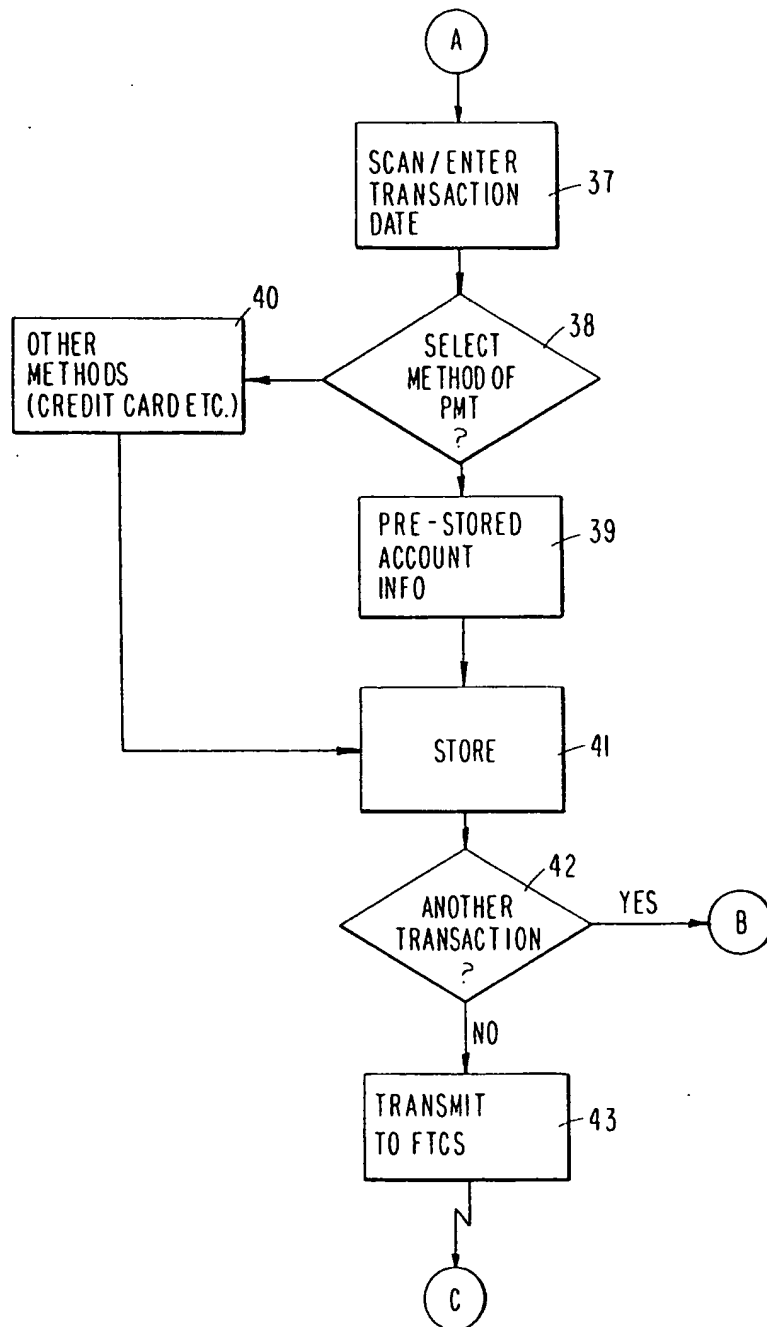 A
SCAN/ENTER
TRANSACTION
DATE
37
40
38
OTHER
METHODS
(CREDIT CARD ETC.)
SELECT
METHOD OF
PMT
?
PRE-STORED
ACCOUNT
INFO
39
STORE
41
42
ANOTHER
TRANSACTION
?
YES
B
NO
TRANSMIT
TO FTCS
43
C